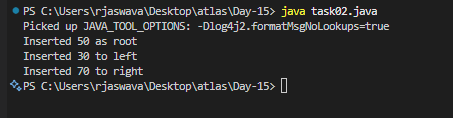 PS C:\Users\rjaswava\Desktop\atlas\Day-15> java task02.java
Picked up JAVA_TOOL_OPTIONS: -Dlog4j2.formatMsgNoLookups=true
Inserted 50 as root
Inserted 30 to left
Inserted 70 to right
PS C:\Users\rjaswava\Desktop\atlas\Day-15>